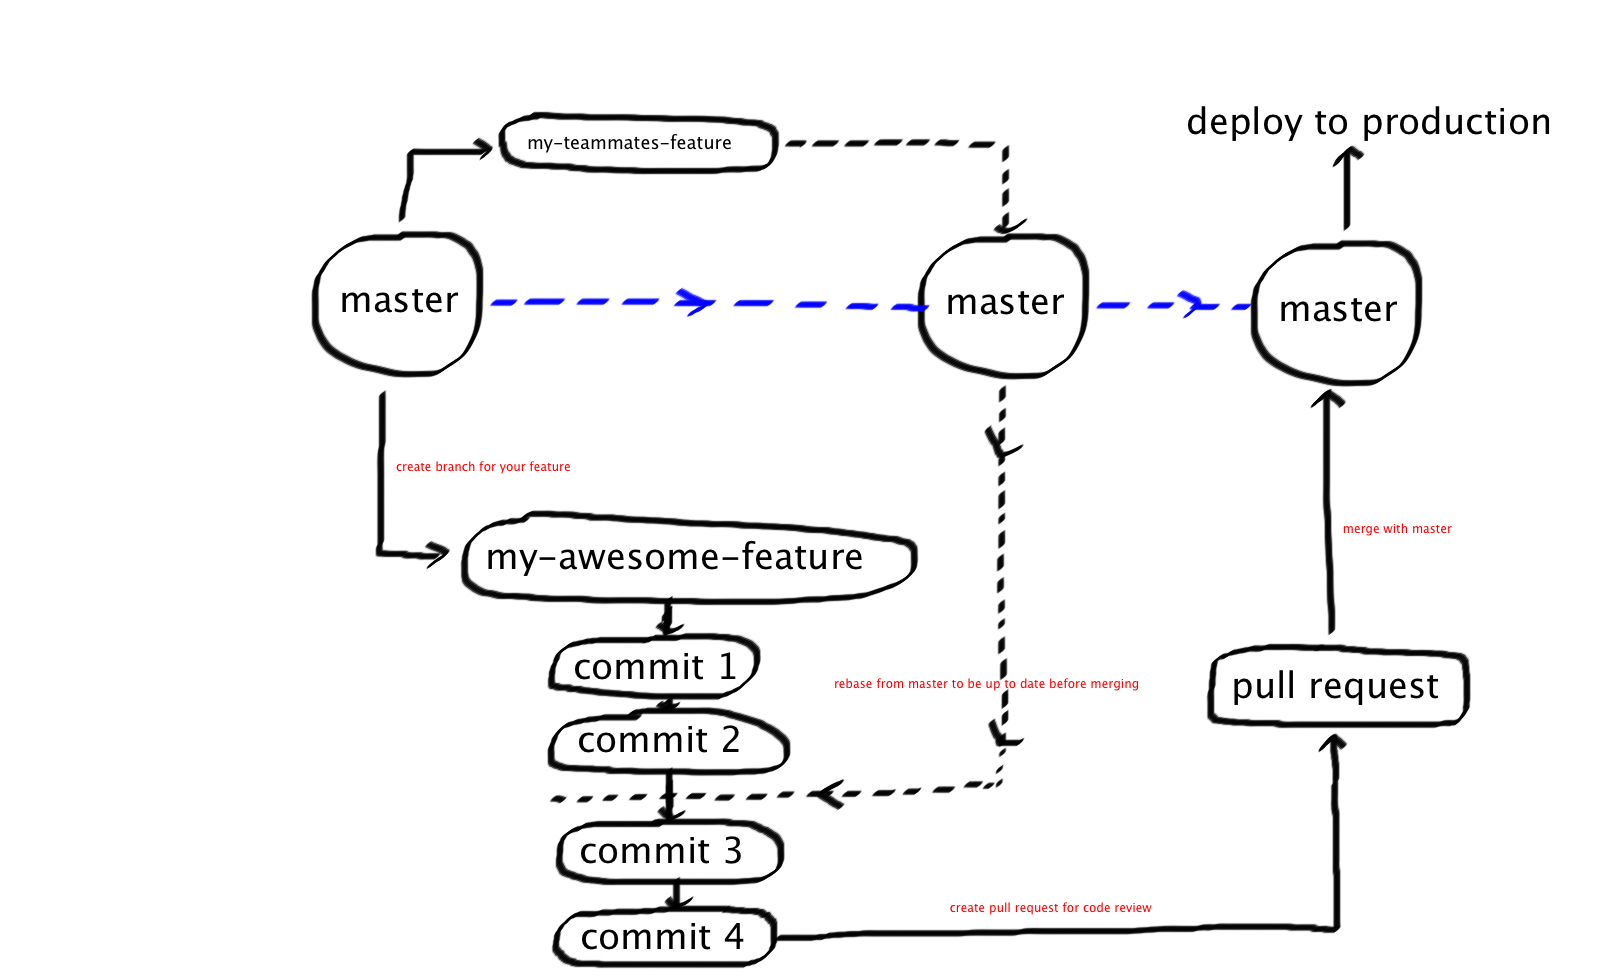 deploy to production
my-teammates-feature
master
master
master
create branch for your feature
merge with master
my-awesome-feature
commit 1
rebase from master to be up to date before merging
pull request
commit 2
commit 3
create pull request for code review
commit 4